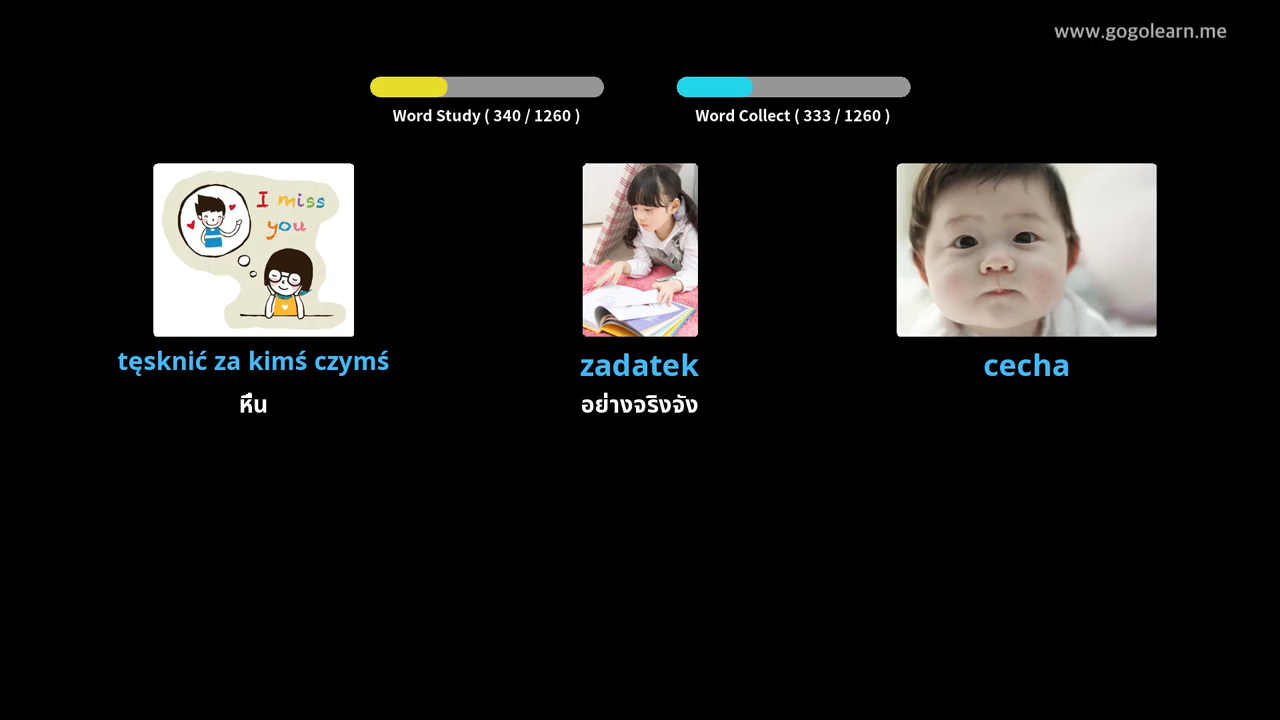 www.gogolearn.me
Word Study ( 340 / 1260 )
Word Collect ( 333 / 1260 )
I miss
you
tęsknić za kimś czymś
zadatek
cecha
หื่น
อย่างจริงจัง